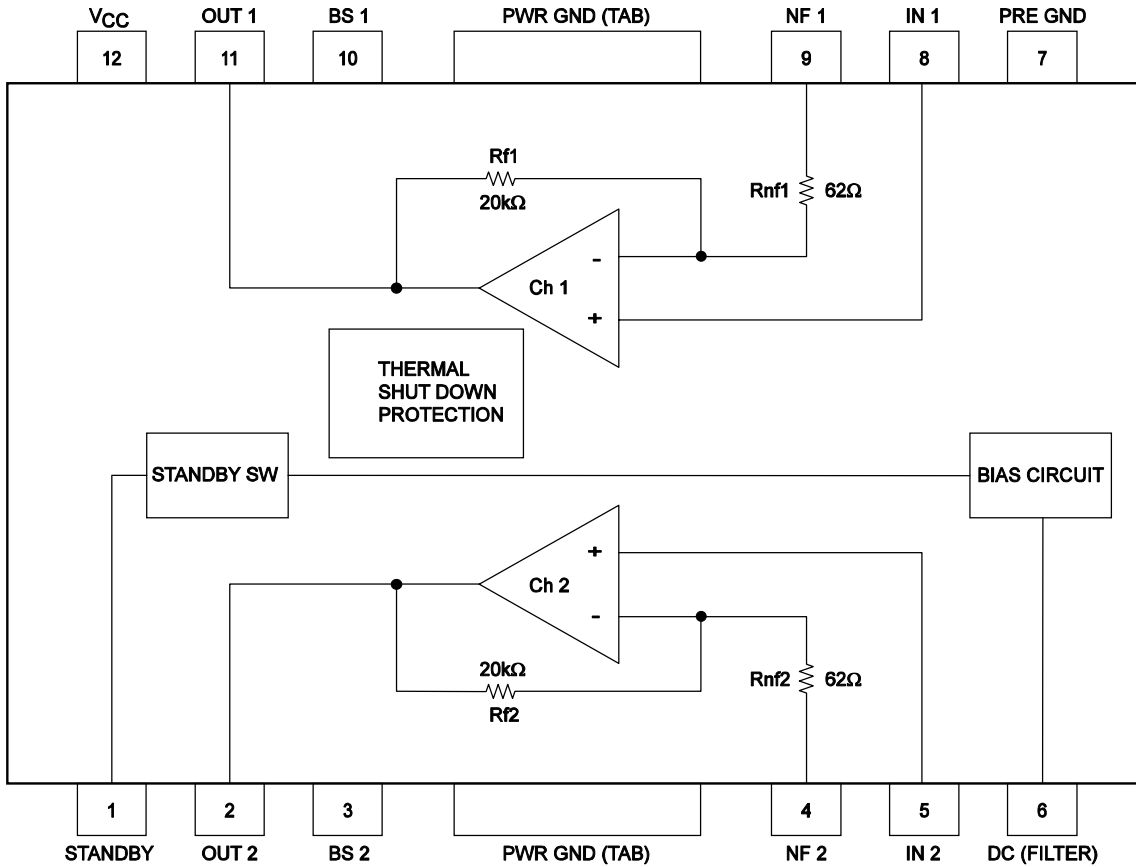 VCC OUT 1 BS 1 PWR GND (TAB) NF 1 IN 1 PRE GND
12 11 10 9 8 7
Rf1
20kΩ
Rnf1 62Ω
-
Ch 1
+
THERMAL
SHUT DOWN
PROTECTION
STANDBY SW BIAS CIRCUIT
+
Ch 2
-
20kΩ
Rf2
Rnf2 62Ω
1 2 3 4 5 6
STANDBY OUT 2 BS 2 PWR GND (TAB) NF 2 IN 2 DC (FILTER)